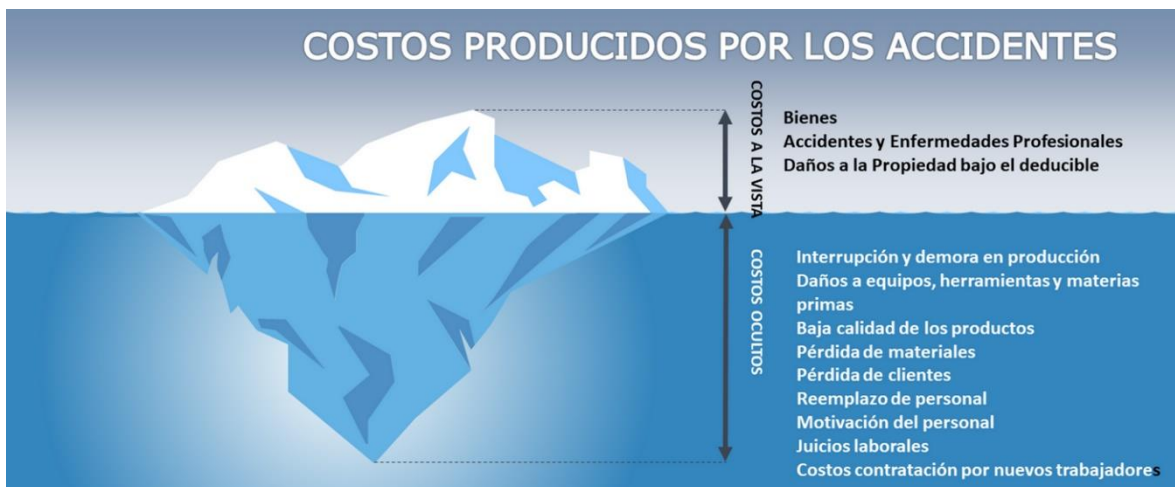 COSTOS PRODUCIDOS POR LOS ACCIDENTES
COSTOS A LA VISTA
Bienes
Accidentes y Enfermedades Profesionales
Daños a la Propiedad bajo el deducible
COSTOS OCULTOS
Interrupción y demora en producción
Daños a equipos, herramientas y materias
primas
Baja calidad de los productos
Pérdida de materiales
Pérdida de clientes
Reemplazo de personal
Motivación del personal
Juicios laborales
Costos contratación por nuevos trabajadores